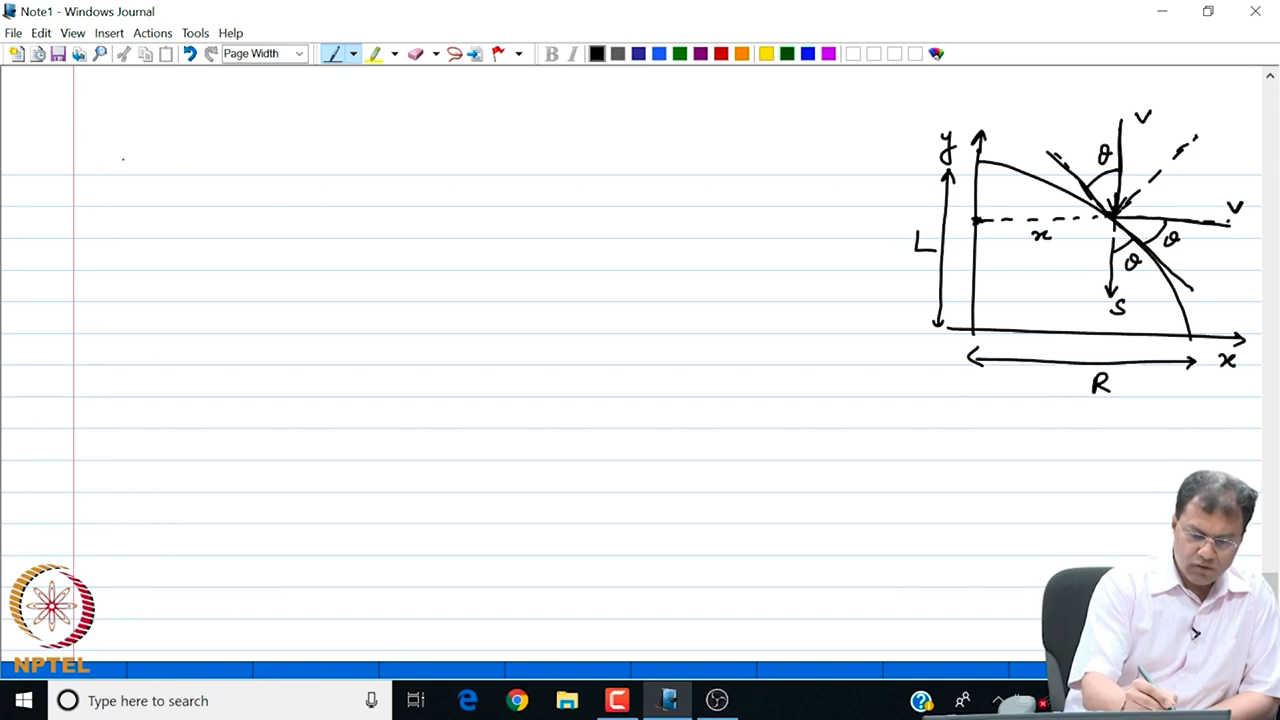 Note1 - Windows Journal
File Edit View Insert Actions Tools Help
Page Width
B I
y
θ
V
L
x
V
θ
θ
S
x
R
NPTEL
Type here to search